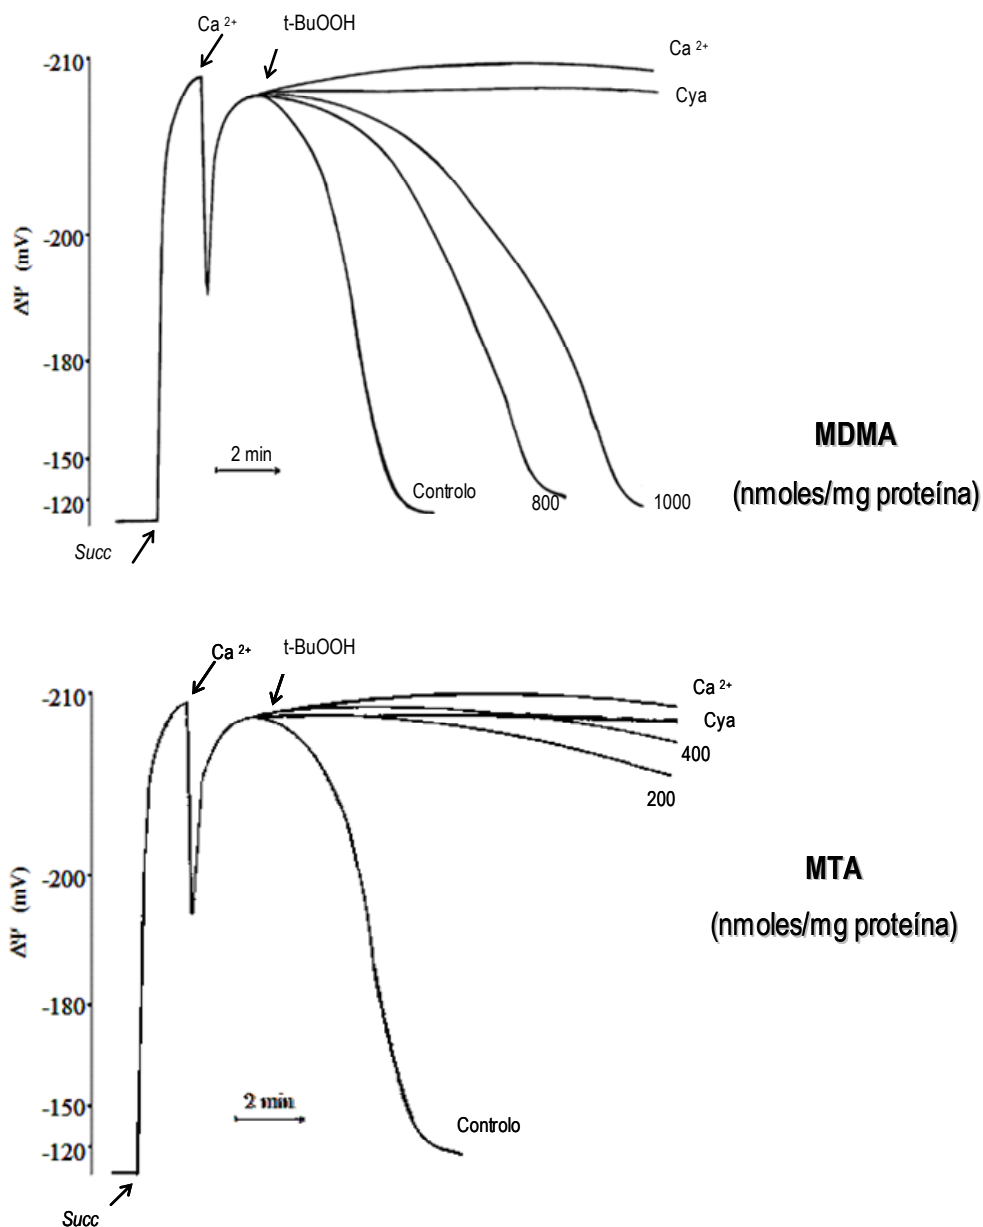 Ca 2+
t-BuOOH
-210
Ca 2+
Cya
-200
ΔΨ (mV)
-180
MDMA
2 min
-150
(nmoles/mg proteína)
Controlo
800
1000
-120
Succ
Ca 2+
t-BuOOH
-210
Ca 2+
Cya
400
200
MTA
-200
ΔΨ (mV)
(nmoles/mg proteína)
-180
2 min
-150
Controlo
-120
Succ